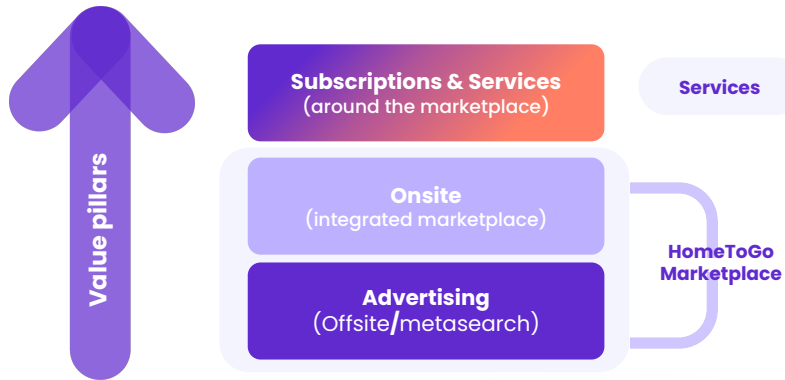 Value pillars
Subscriptions & Services
(around the marketplace)
Services
Onsite
(integrated marketplace)
HomeToGo
Marketplace
Advertising
(Offsite/metasearch)